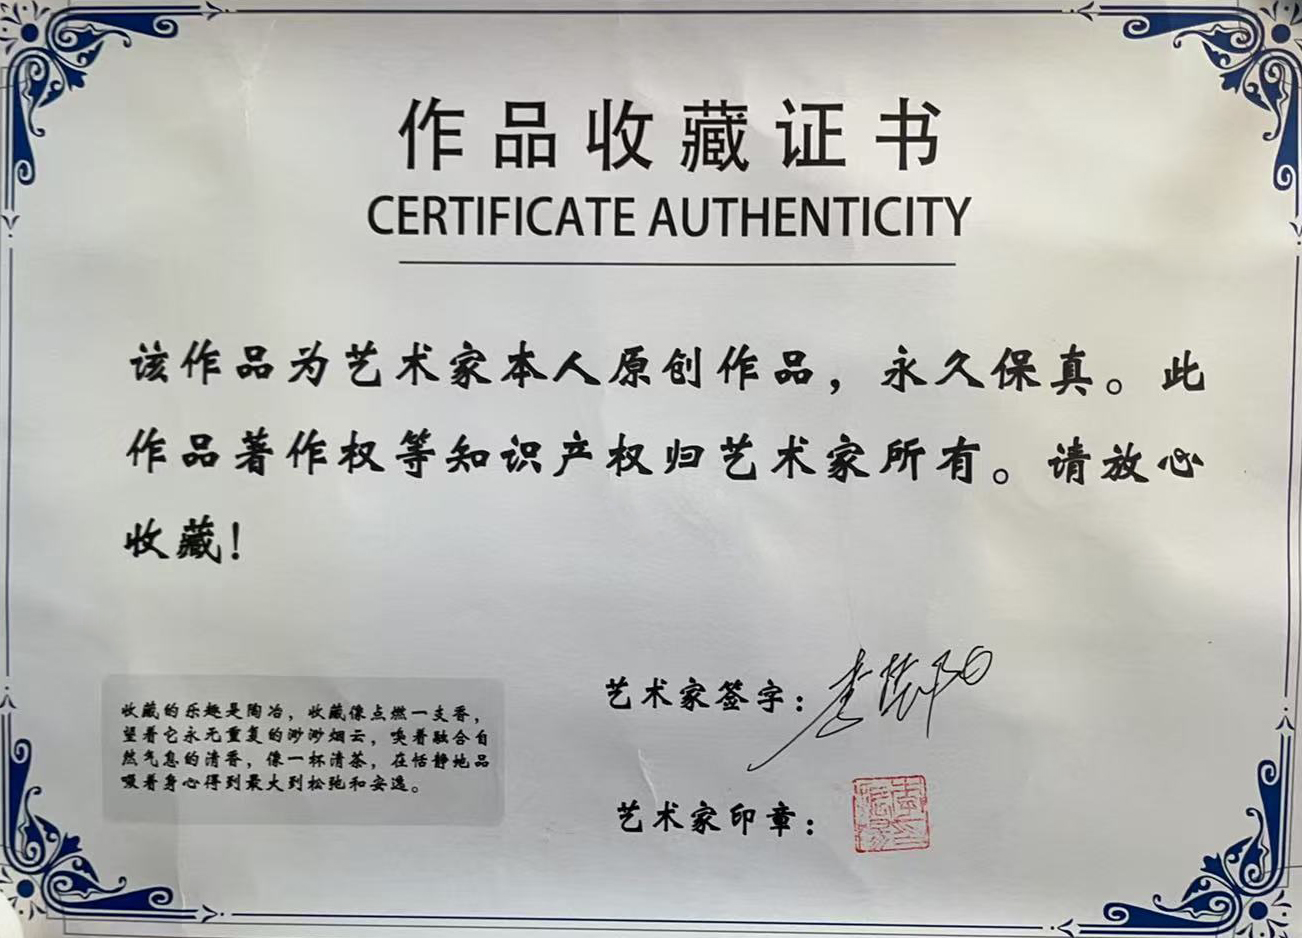 作品收藏证书
CERTIFICATE AUTHENTICITY
该作品为艺术家本人原创作品，永久保真。此
作品著作权等知识产权归艺术家所有。请放心
收藏！
收藏的乐趣是陶冶，收藏像点燃一支香，
望着它永无重复的渺渺烟云，嗅着融合自
然气息的清香，像一杯清茶，在恬静地品
啜着身心得到最大到松弛和安逸。
艺术家签字：
艺术家印章：